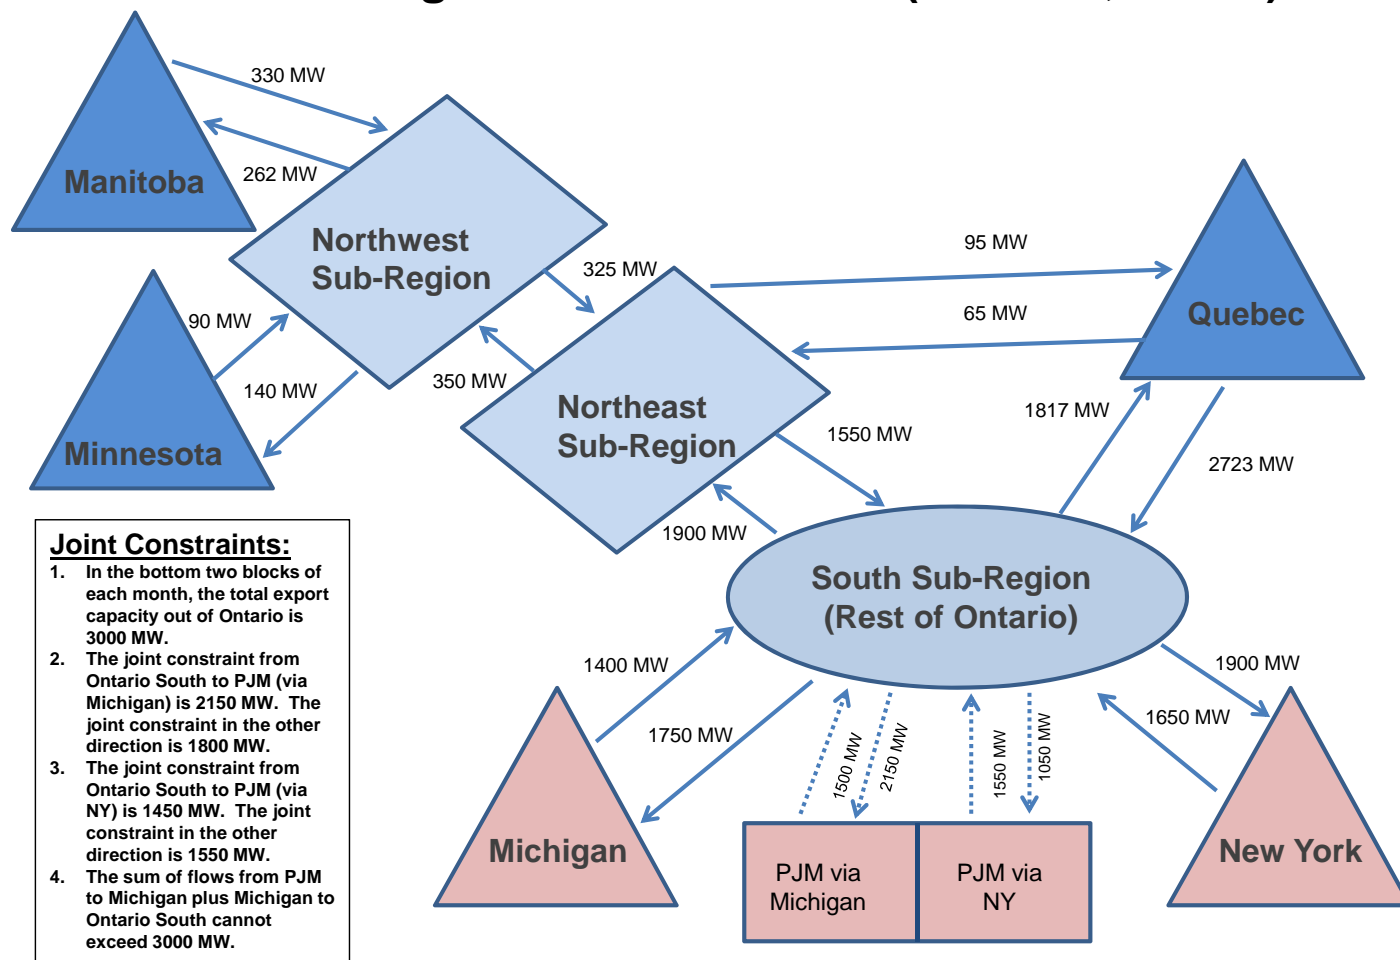 330 MW
262 MW
Manitoba
Northwest
Sub-Region
325 MW
95 MW
65 MW
Quebec
90 MW
140 MW
Minnesota
350 MW
Northeast
Sub-Region
1550 MW
1817 MW
2723 MW
1900 MW
South Sub-Region
(Rest of Ontario)
Joint Constraints:
1. In the bottom two blocks of
each month, the total export
capacity out of Ontario is
3000 MW.
2. The joint constraint from
Ontario South to PJM (via
Michigan) is 2150 MW. The
joint constraint in the other
direction is 1800 MW.
3. The joint constraint from
Ontario South to PJM (via
NY) is 1450 MW. The joint
constraint in the other
direction is 1550 MW.
4. The sum of flows from PJM
to Michigan plus Michigan to
Ontario South cannot
exceed 3000 MW.
1400 MW
1750 MW
1500 MW
2150 MW
1550 MW
1050 MW
1900 MW
1650 MW
Michigan
PJM via
Michigan
PJM via
NY
New York